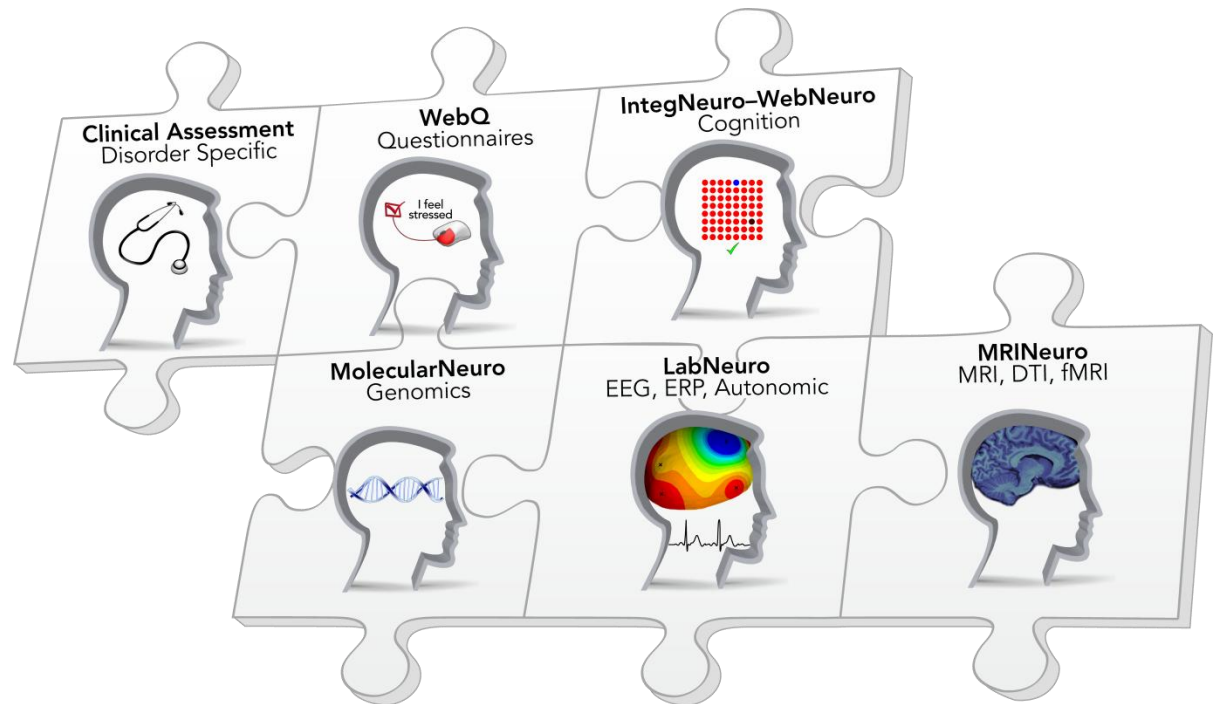 Clinical Assessment
Disorder Specific
WebQ
Questionnaires
I feel
stressed
IntegNeuro–WebNeuro
Cognition
MolecularNeuro
Genomics
LabNeuro
EEG, ERP, Autonomic
MRINeuro
MRI, DTI, fMRI